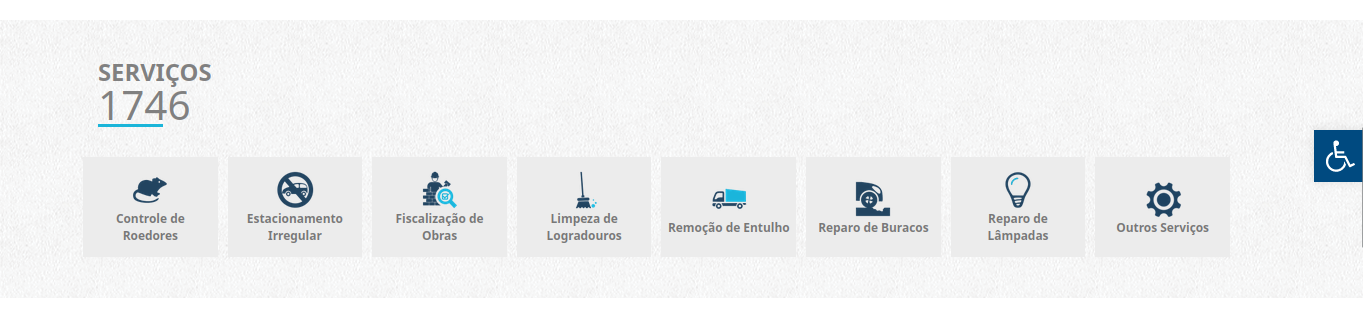 SERVIÇOS
1746
Controle de
Roedores
Estacionamento
Irregular
Fiscalização de
Obras
Limpeza de
Logradouros
Remoção de Entulho
Reparo de Buracos
Reparo de
Lâmpadas
Outros Serviços